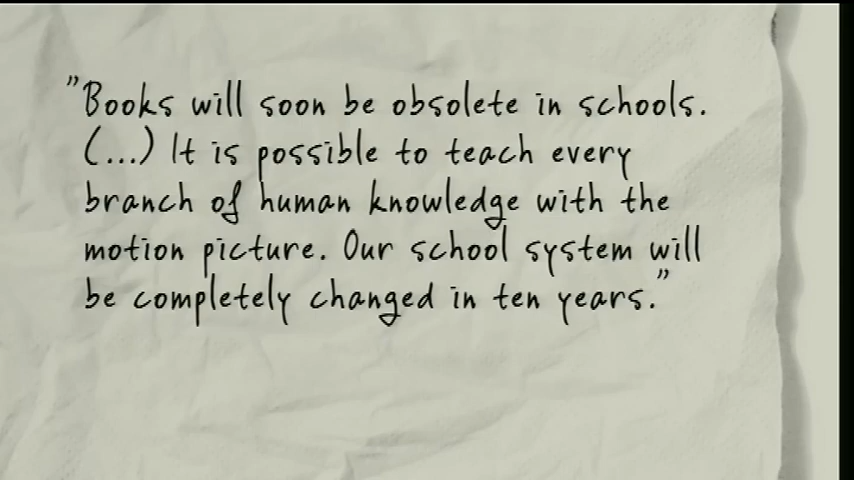 "Books will soon be obsolete in schools.
(...) It is possible to teach every
branch of human knowledge with the
motion picture. Our school system will
be completely changed in ten years."